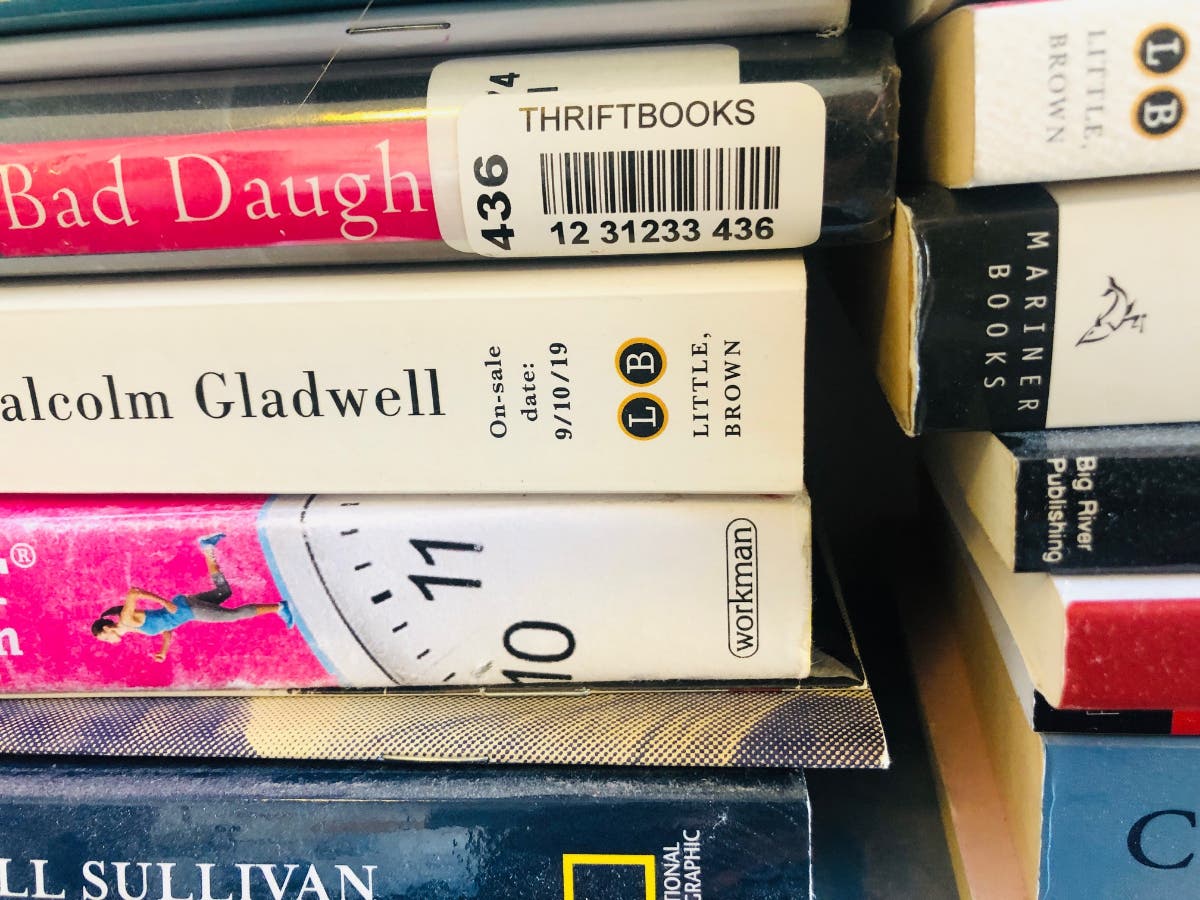 THRIFTBOOKS
436
12 31233 436
Bad Daugh
alcolm Gladwell
On-sale
date:
9/10/19
L B
LITTLE,
BROWN
®
n
11
10
workman
LL SULLIVAN
TIONAL
GRAPHIC
L B
LITTLE,
BROWN
MARINER
BOOKS
Big River
Publishing
C